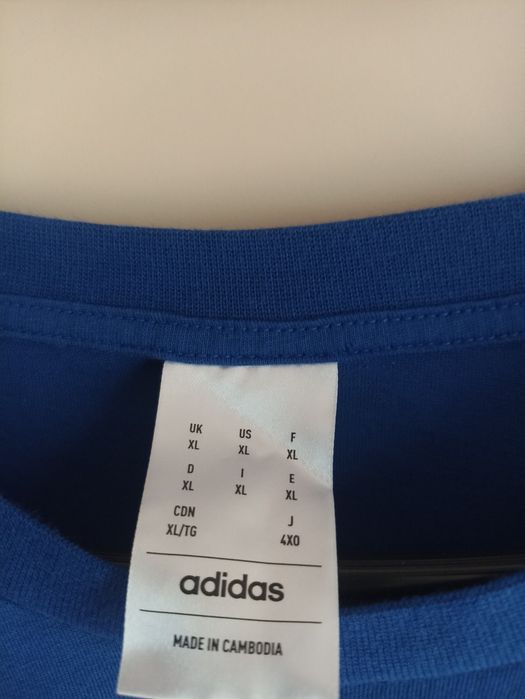 UK US F
XL XL XL
D I E
XL XL XL
CDN J
XL/TG 4XO
adidas
MADE IN CAMBODIA